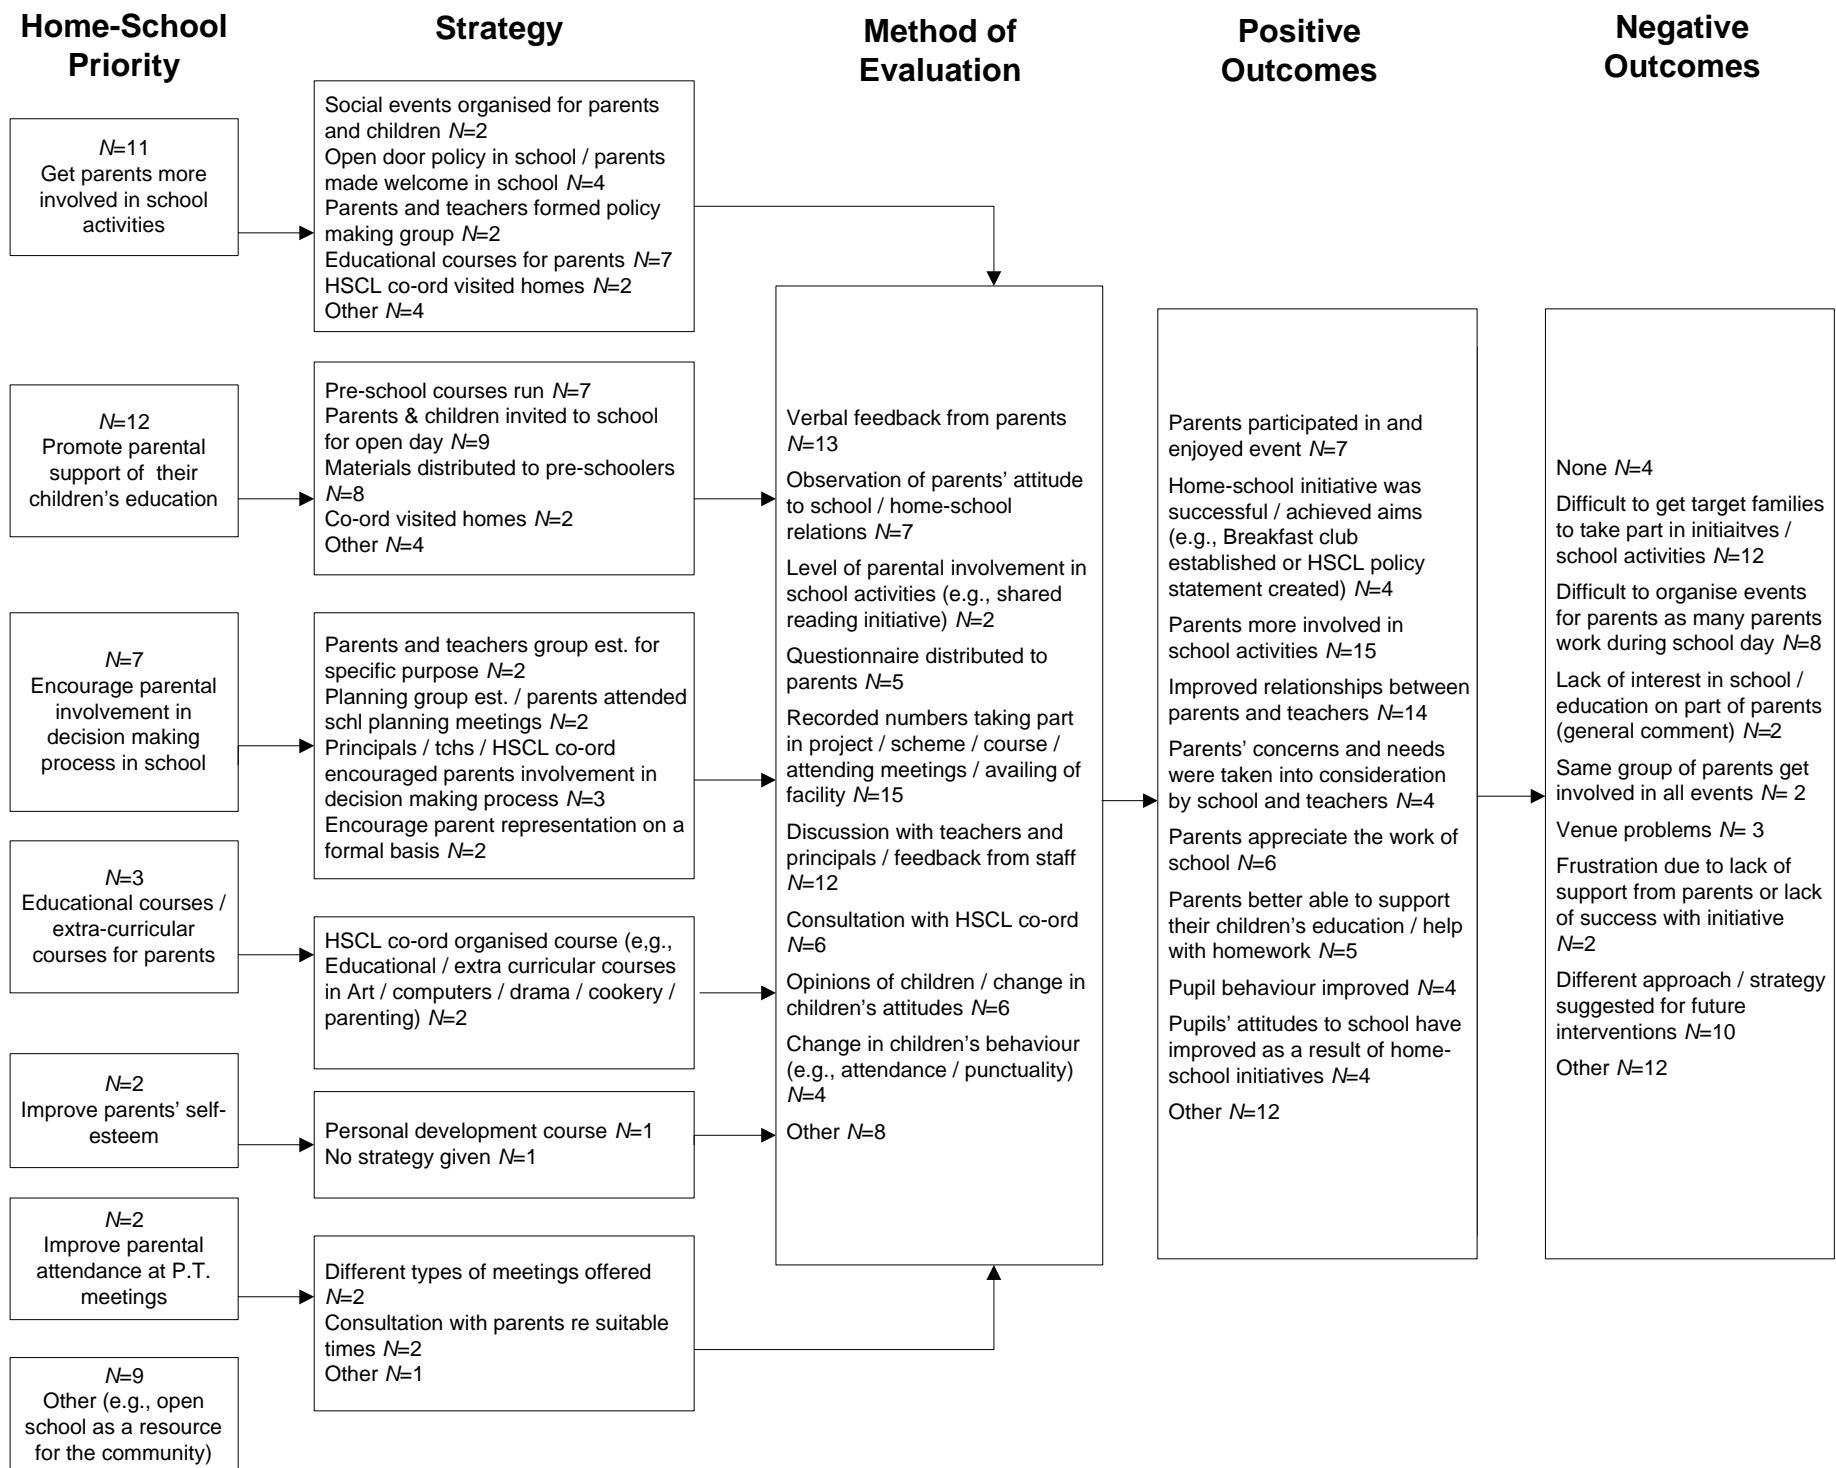 Home-School
Priority
Strategy
Method of
Evaluation
Positive
Outcomes
Negative
Outcomes
N=11
Get parents more
involved in school
activities
N=12
Promote parental
support of  their
children's education
N=7
Encourage parental
involvement in
decision making
process in school
N=3
Educational courses /
extra-curricular
courses for parents
N=2
Improve parents' self-
esteem
N=2
Improve parental
attendance at P.T.
meetings
N=9
Other (e.g., open
school as a resource
for the community)
Social events organised for parents
and children N=2
Open door policy in school / parents
made welcome in school N=4
Parents and teachers formed policy
making group N=2
Educational courses for parents N=7
HSCL co-ord visited homes N=2
Other N=4
Pre-school courses run N=7
Parents & children invited to school
for open day N=9
Materials distributed to pre-schoolers
N=8
Co-ord visited homes N=2
Other N=4
Parents and teachers group est. for
specific purpose N=2
Planning group est. / parents attended
schl planning meetings N=2
Principals / tchs / HSCL co-ord
encouraged parents involvement in
decision making process N=3
Encourage parent representation on a
formal basis N=2
HSCL co-ord organised course (e,g.,
Educational / extra curricular courses
in Art / computers / drama / cookery /
parenting) N=2
Personal development course N=1
No strategy given N=1
Different types of meetings offered
N=2
Consultation with parents re suitable
times N=2
Other N=1
Verbal feedback from parents
N=13
Observation of parents' attitude
to school / home-school
relations N=7
Level of parental involvement in
school activities (e.g., shared
reading initiative) N=2
Questionnaire distributed to
parents N=5
Recorded numbers taking part
in project / scheme / course /
attending meetings / availing of
facility N=15
Discussion with teachers and
principals / feedback from staff
N=12
Consultation with HSCL co-ord
N=6
Opinions of children / change in
children's attitudes N=6
Change in children's behaviour
(e.g., attendance / punctuality)
N=4
Other N=8
Parents participated in and
enjoyed event N=7
Home-school initiative was
successful / achieved aims
(e.g., Breakfast club
established or HSCL policy
statement created) N=4
Parents more involved in
school activities N=15
Improved relationships between
parents and teachers N=14
Parents' concerns and needs
were taken into consideration
by school and teachers N=4
Parents appreciate the work of
school N=6
Parents better able to support
their children's education / help
with homework N=5
Pupil behaviour improved N=4
Pupils' attitudes to school have
improved as a result of home-
school initiatives N=4
Other N=12
None N=4
Difficult to get target families
to take part in initiaitves /
school activities N=12
Difficult to organise events
for parents as many parents
work during school day N=8
Lack of interest in school /
education on part of parents
(general comment) N=2
Same group of parents get
involved in all events N= 2
Venue problems N= 3
Frustration due to lack of
support from parents or lack
of success with initiative
N=2
Different approach / strategy
suggested for future
interventions N=10
Other N=12